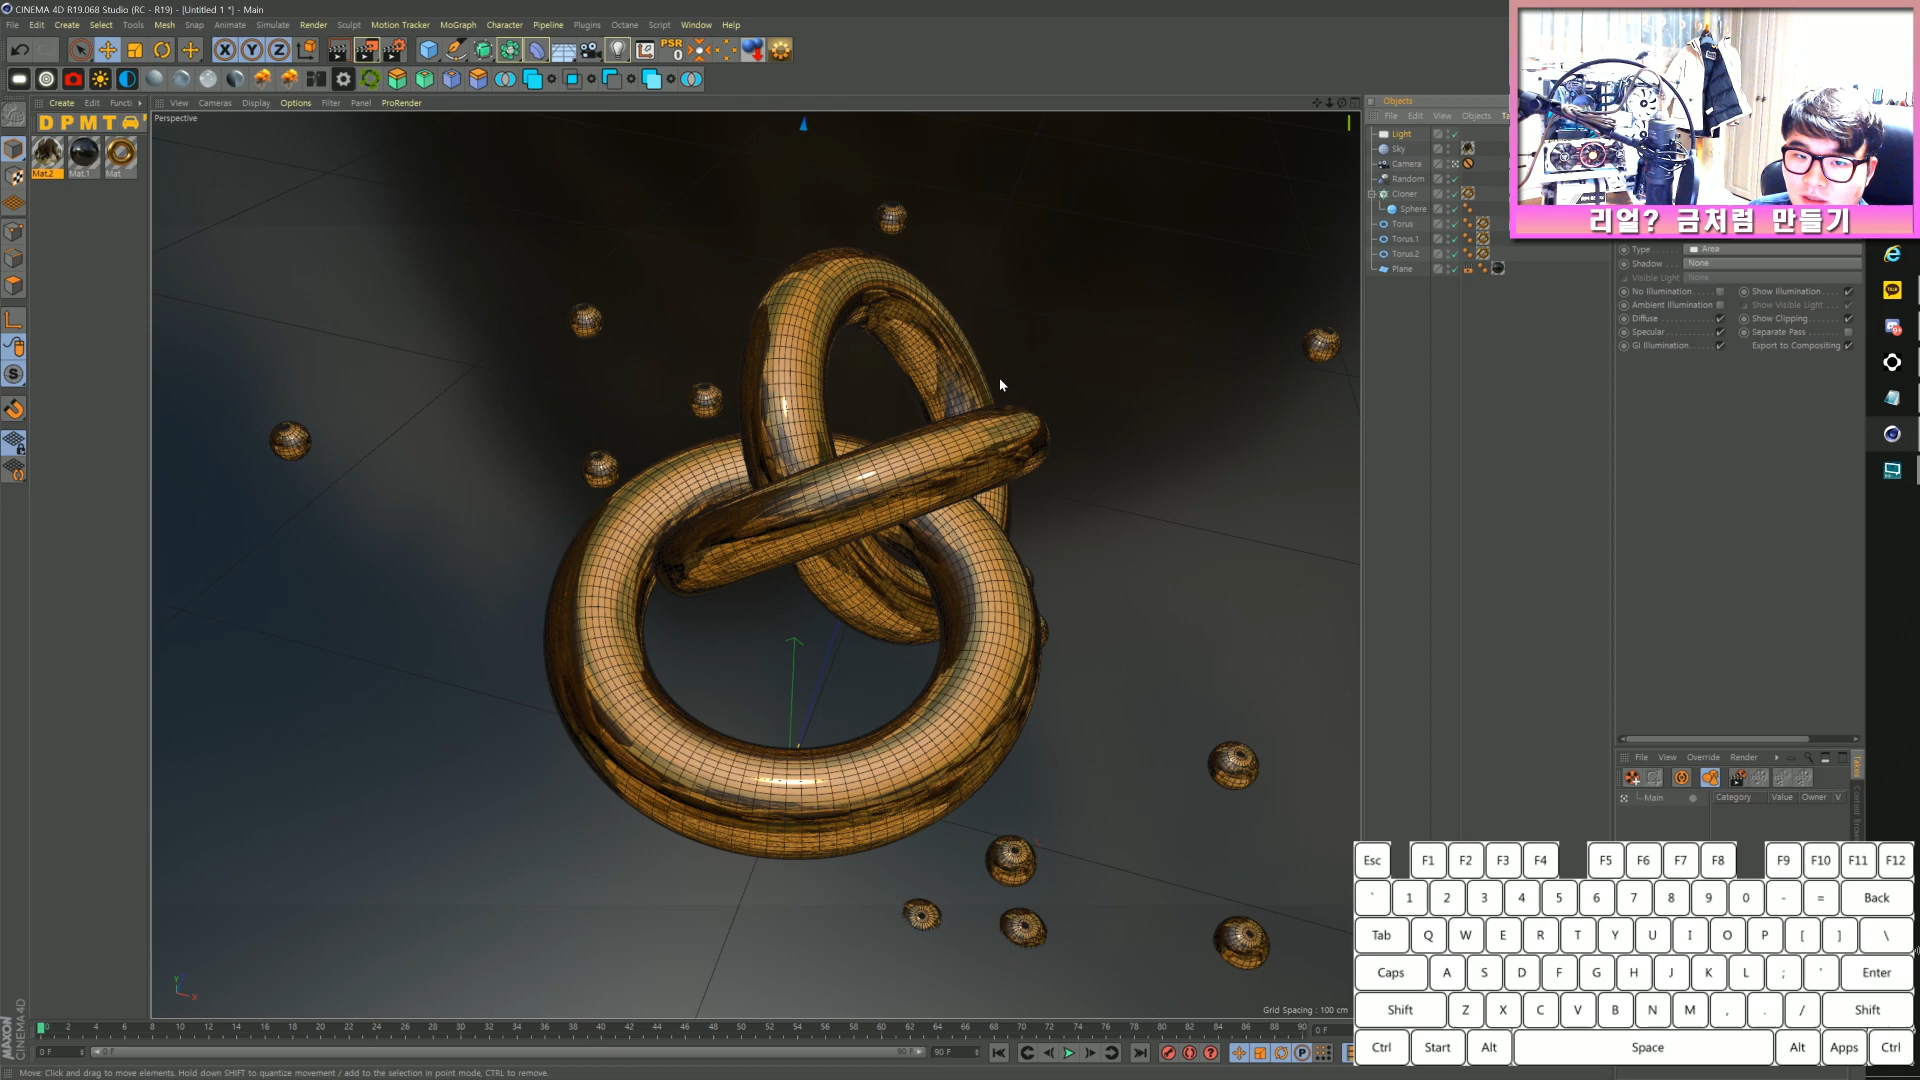 CINEMA 4D R19.068 Studio (RC - R19) - [Untitled 1 *] - Main
File Edit Create Select Tools Mesh Snap Animate Simulate Render Sculpt Motion Tracker MoGraph Character Pipeline Plugins Octane Script Window Help
X Y Z PSR 0
Create Edit Functi
View Cameras Display Options Filter Panel ProRender
DPMT
Mat.2 Mat.1 Mat
Perspective
Objects
File Edit View Objects Ta
Light
Sky
Camera
Random
Cloner
Sphere
Torus
Torus.1
Torus.2
Plane
리얼? 금처럼 만들기
Type Area
Shadow None
Visible Light None
No Illumination Show Illumination
Ambient Illumination Show Visible Light
Diffuse Show Clipping
Specular Separate Pass
GI Illumination Export to Compositing
TALK
File View Override Render
Takes
Main Category Value Owner V
Y
X
Grid Spacing : 100 cm
0 2 4 6 8 10 12 14 16 18 20 22 24 26 28 30 32 34 36 38 40 42 44 46 48 50 52 54 56 58 60 62 64 66 68 70 72 74 76 78 80 82 84 86 88 90 0 F
0 F 0 F 90 F 90 F
MAXON CINEMA 4D
Move: Click and drag to move elements. Hold down SHIFT to quantize movement / add to the selection in point mode, CTRL to remove.
Esc F1 F2 F3 F4 F5 F6 F7 F8 F9 F10 F11 F12
` 1 2 3 4 5 6 7 8 9 0 - = Back
Tab Q W E R T Y U I O P [ ] \
Caps A S D F G H J K L ; ' Enter
Shift Z X C V B N M , . / Shift
Ctrl Start Alt Space Alt Apps Ctrl